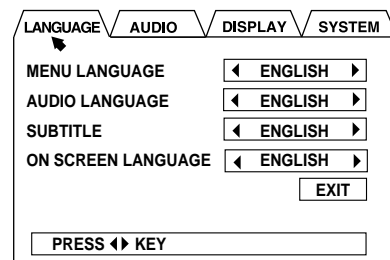 LANGUAGE AUDIO DISPLAY SYSTEM
MENU LANGUAGE ENGLISH
AUDIO LANGUAGE ENGLISH
SUBTITLE ENGLISH
ON SCREEN LANGUAGE ENGLISH
EXIT
PRESS ◀▶ KEY